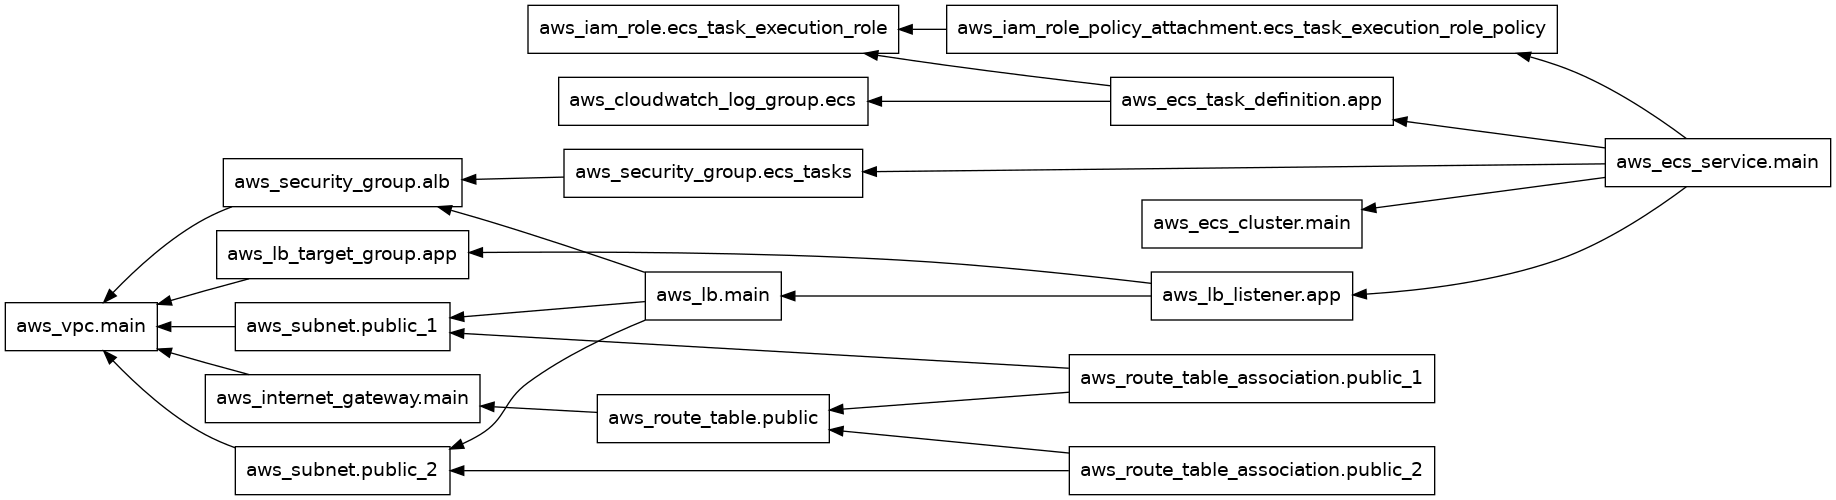 aws_iam_role.ecs_task_execution_role
aws_iam_role_policy_attachment.ecs_task_execution_role_policy
aws_cloudwatch_log_group.ecs
aws_ecs_task_definition.app
aws_ecs_service.main
aws_security_group.alb
aws_security_group.ecs_tasks
aws_ecs_cluster.main
aws_lb_target_group.app
aws_lb.main
aws_lb_listener.app
aws_vpc.main
aws_subnet.public_1
aws_route_table_association.public_1
aws_internet_gateway.main
aws_route_table.public
aws_subnet.public_2
aws_route_table_association.public_2